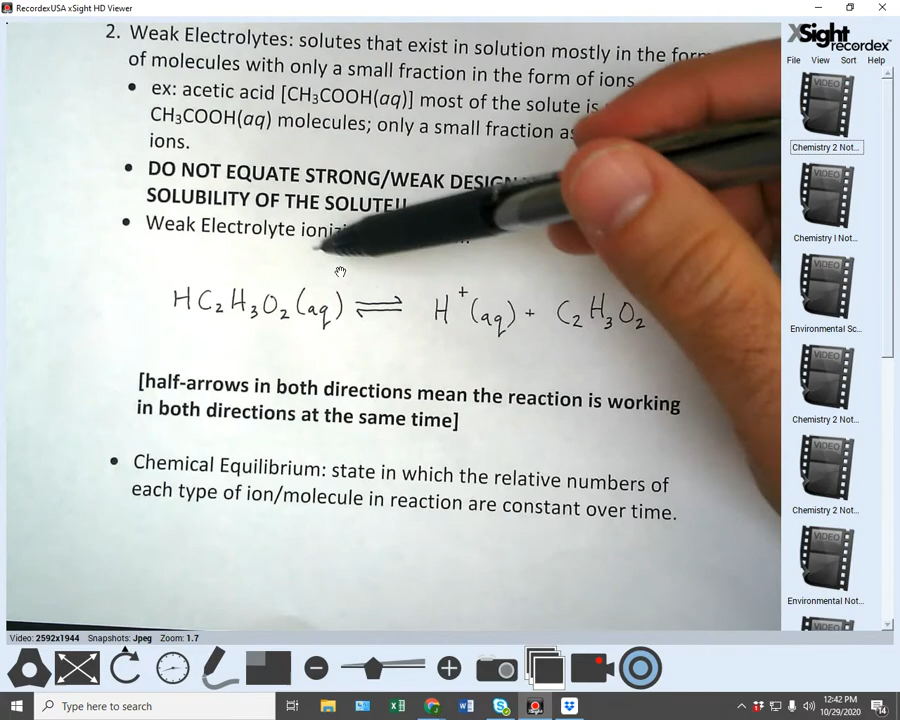 RecordexUSA xSight HD Viewer
2. Weak Electrolytes: solutes that exist in solution mostly in the form
of molecules with only a small fraction in the form of ions
• ex: acetic acid [CH₃COOH(aq)] most of the solute is
CH₃COOH(aq) molecules; only a small fraction as
ions.
• DO NOT EQUATE STRONG/WEAK
SOLUBILITY OF THE SOLUTE!!
• Weak Electrolyte
HC₂H₃O₂(aq) ⇌ H⁺(aq) + C₂H₃O₂
[half-arrows in both directions mean the reaction is working
in both directions at the same time]
• Chemical Equilibrium: state in which the relative numbers of
each type of ion/molecule in reaction are constant over time.
XSight
recordex
File View Sort Help
VIDEO
Chemistry 2 Not...
VIDEO
Chemistry I Not...
VIDEO
Environmental Sc...
VIDEO
Chemistry 2 Not...
VIDEO
Chemistry 2 Not...
VIDEO
Environmental Not...
VIDEO
Video: 2592x1944 Snapshots: Jpeg Zoom: 1.7
Type here to search
12:42 PM
10/29/2020
14